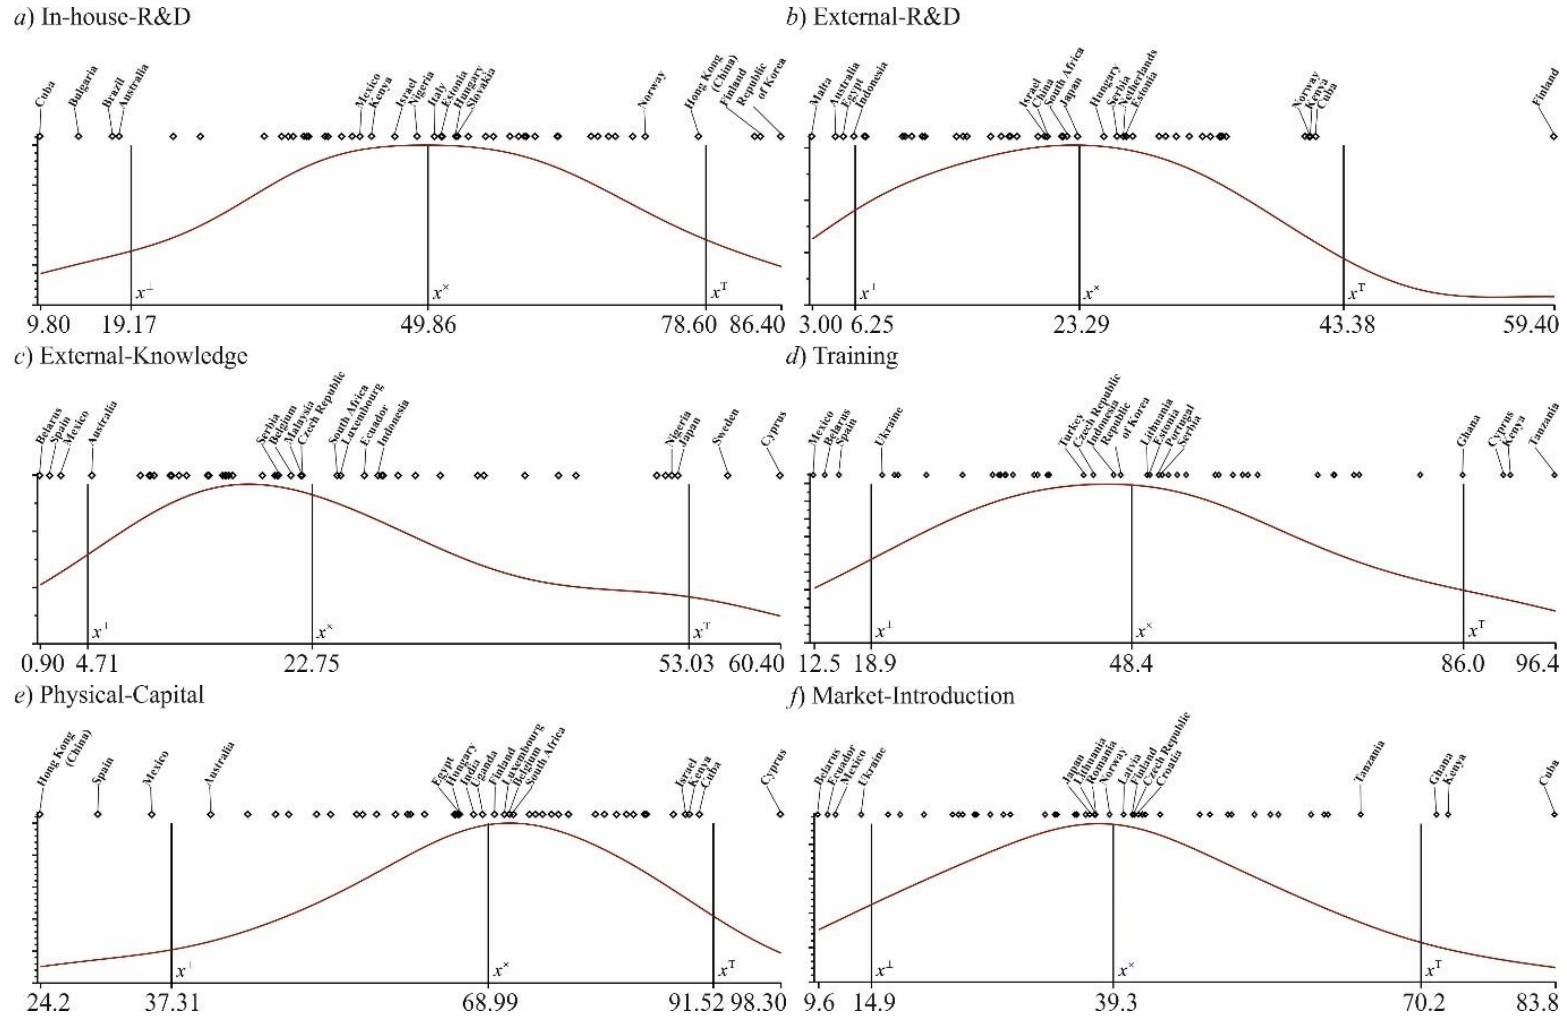 a) In-house-R&D
Cuba
Bulgaria
Brazil
Australia
Mexico
Kenya
Israel
Nigeria
Italy
Estonia
Hungary
Slovakia
Norway
Hong Kong
(China)
Finland
Republic
of Korea
x⊥
x×
x⊤
9.80 19.17 49.86 78.60 86.40
b) External-R&D
Malta
Australia
Egypt
Indonesia
Israel
China
South Africa
Japan
Hungary
Serbia
Netherlands
Estonia
Norway
Kenya
Cuba
Finland
x⊥
x×
x⊤
3.00 6.25 23.29 43.38 59.40
c) External-Knowledge
Belarus
Spain
Mexico
Australia
Serbia
Belgium
Malaysia
Czech Republic
South Africa
Luxembourg
Ecuador
Indonesia
Nigeria
Japan
Sweden
Cyprus
x⊥
x×
x⊤
0.90 4.71 22.75 53.03 60.40
d) Training
Mexico
Belarus
Spain
Ukraine
Turkey
Czech Republic
Indonesia
Republic
of Korea
Lithuania
Estonia
Portugal
Serbia
Ghana
Cyprus
Kenya
Tanzania
x⊥
x×
x⊤
12.5 18.9 48.4 86.0 96.4
e) Physical-Capital
Hong Kong
(China)
Spain
Mexico
Australia
Egypt
Hungary
India
Uganda
Finland
Luxembourg
Belgium
South Africa
Israel
Kenya
Cuba
Cyprus
x⊥
x×
x⊤
24.2 37.31 68.99 91.52 98.30
f) Market-Introduction
Belarus
Ecuador
Mexico
Ukraine
Japan
Lithuania
Romania
Norway
Latvia
Finland
Czech Republic
Croatia
Tanzania
Ghana
Kenya
Cuba
x⊥
x×
x⊤
9.6 14.9 39.3 70.2 83.8